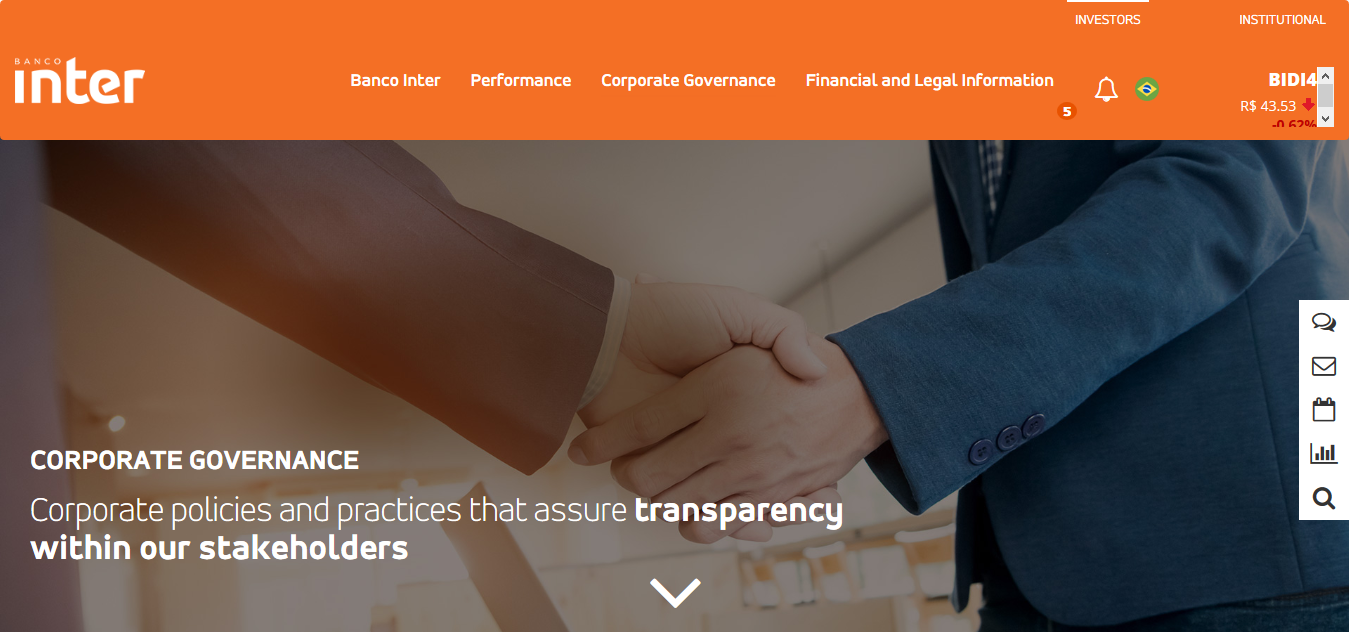 INVESTORS
INSTITUTIONAL
BANCO
inter
Banco Inter
Performance
Corporate Governance
Financial and Legal Information
5
BIDI4
R$ 43.53
-0.62%
CORPORATE GOVERNANCE
Corporate policies and practices that assure transparency
within our stakeholders